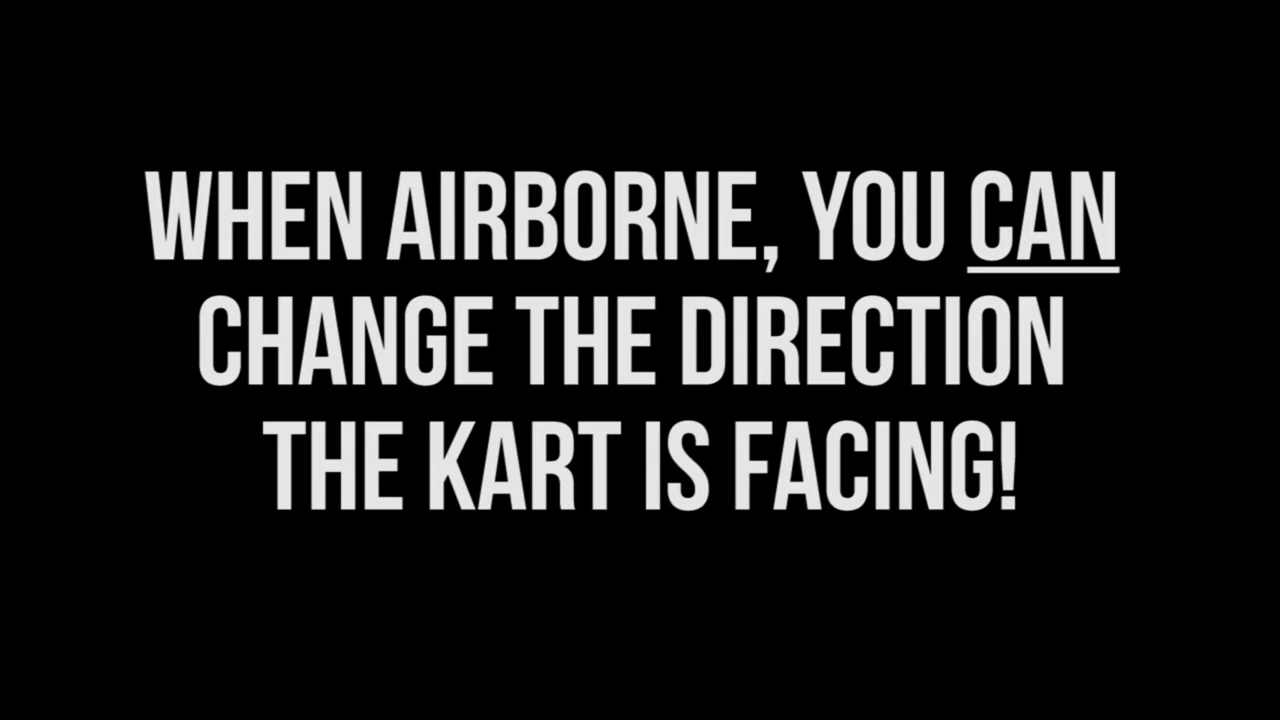 WHEN AIRBORNE, YOU CAN
CHANGE THE DIRECTION
THE KART IS FACING!